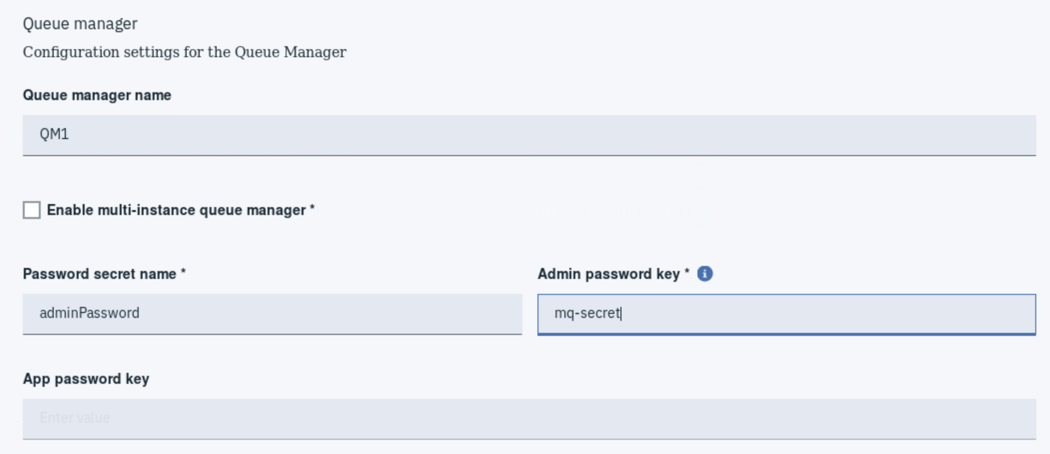 Queue manager
Configuration settings for the Queue Manager
Queue manager name
QM1
Enable multi-instance queue manager *
Password secret name * Admin password key * i
adminPassword mq-secret
App password key
Enter value